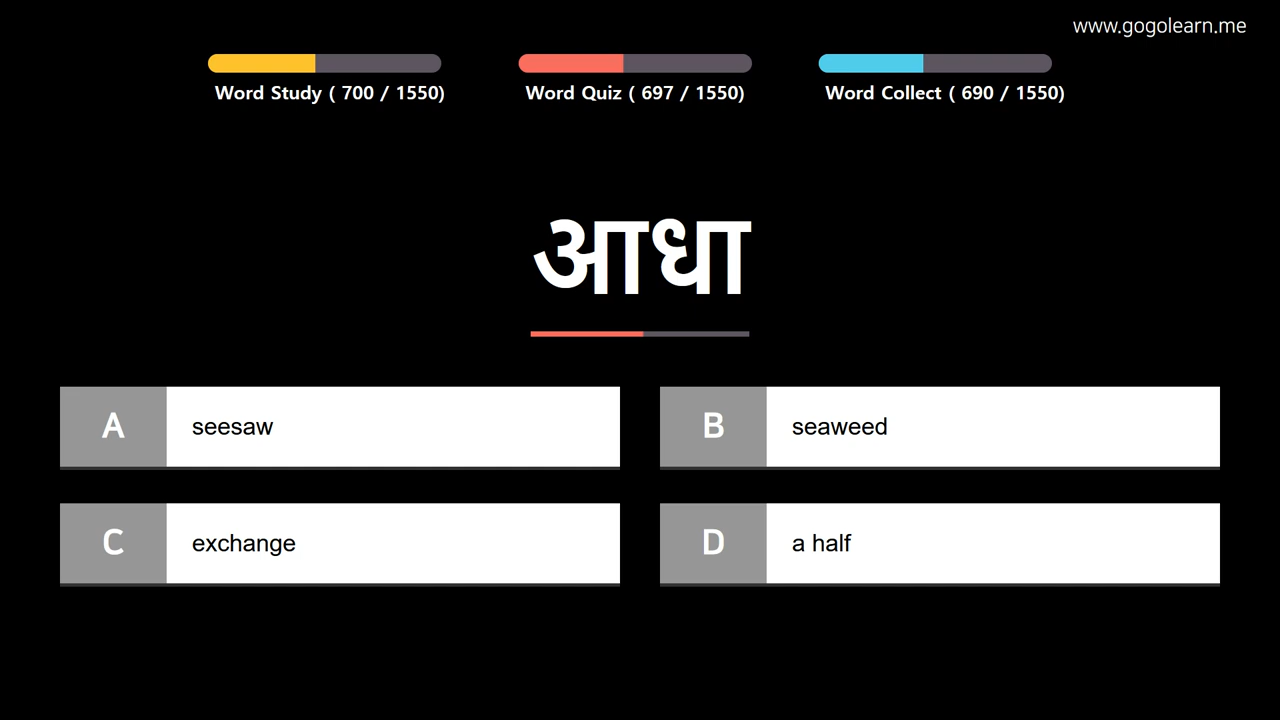 www.gogolearn.me
Word Study ( 700 / 1550)
Word Quiz ( 697 / 1550)
Word Collect ( 690 / 1550)
आधा
A
seesaw
B
seaweed
C
exchange
D
a half